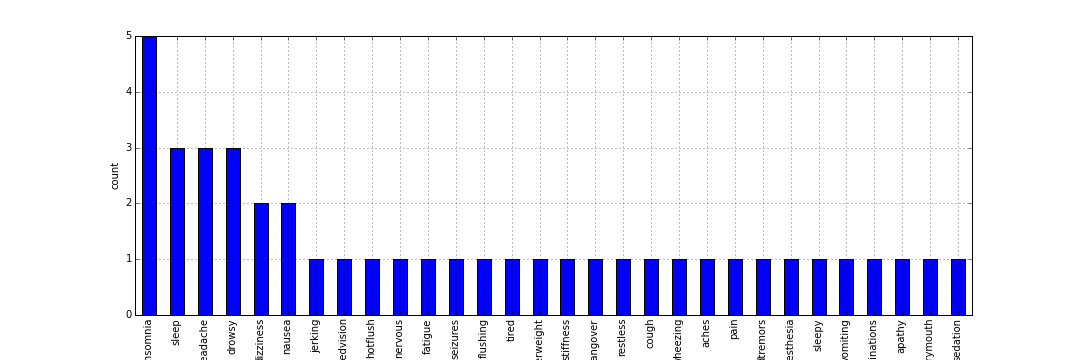 5
4
3
2
1
0
count
nsomnia
sleep
eadache
drowsy
lizziness
nausea
jerking
edvision
hotflush
nervous
fatigue
seizures
flushing
tired
rweight
stiffness
angover
restless
cough
heezing
aches
pain
tremors
esthesia
sleepy
vomiting
inations
apathy
rymouth
sedation